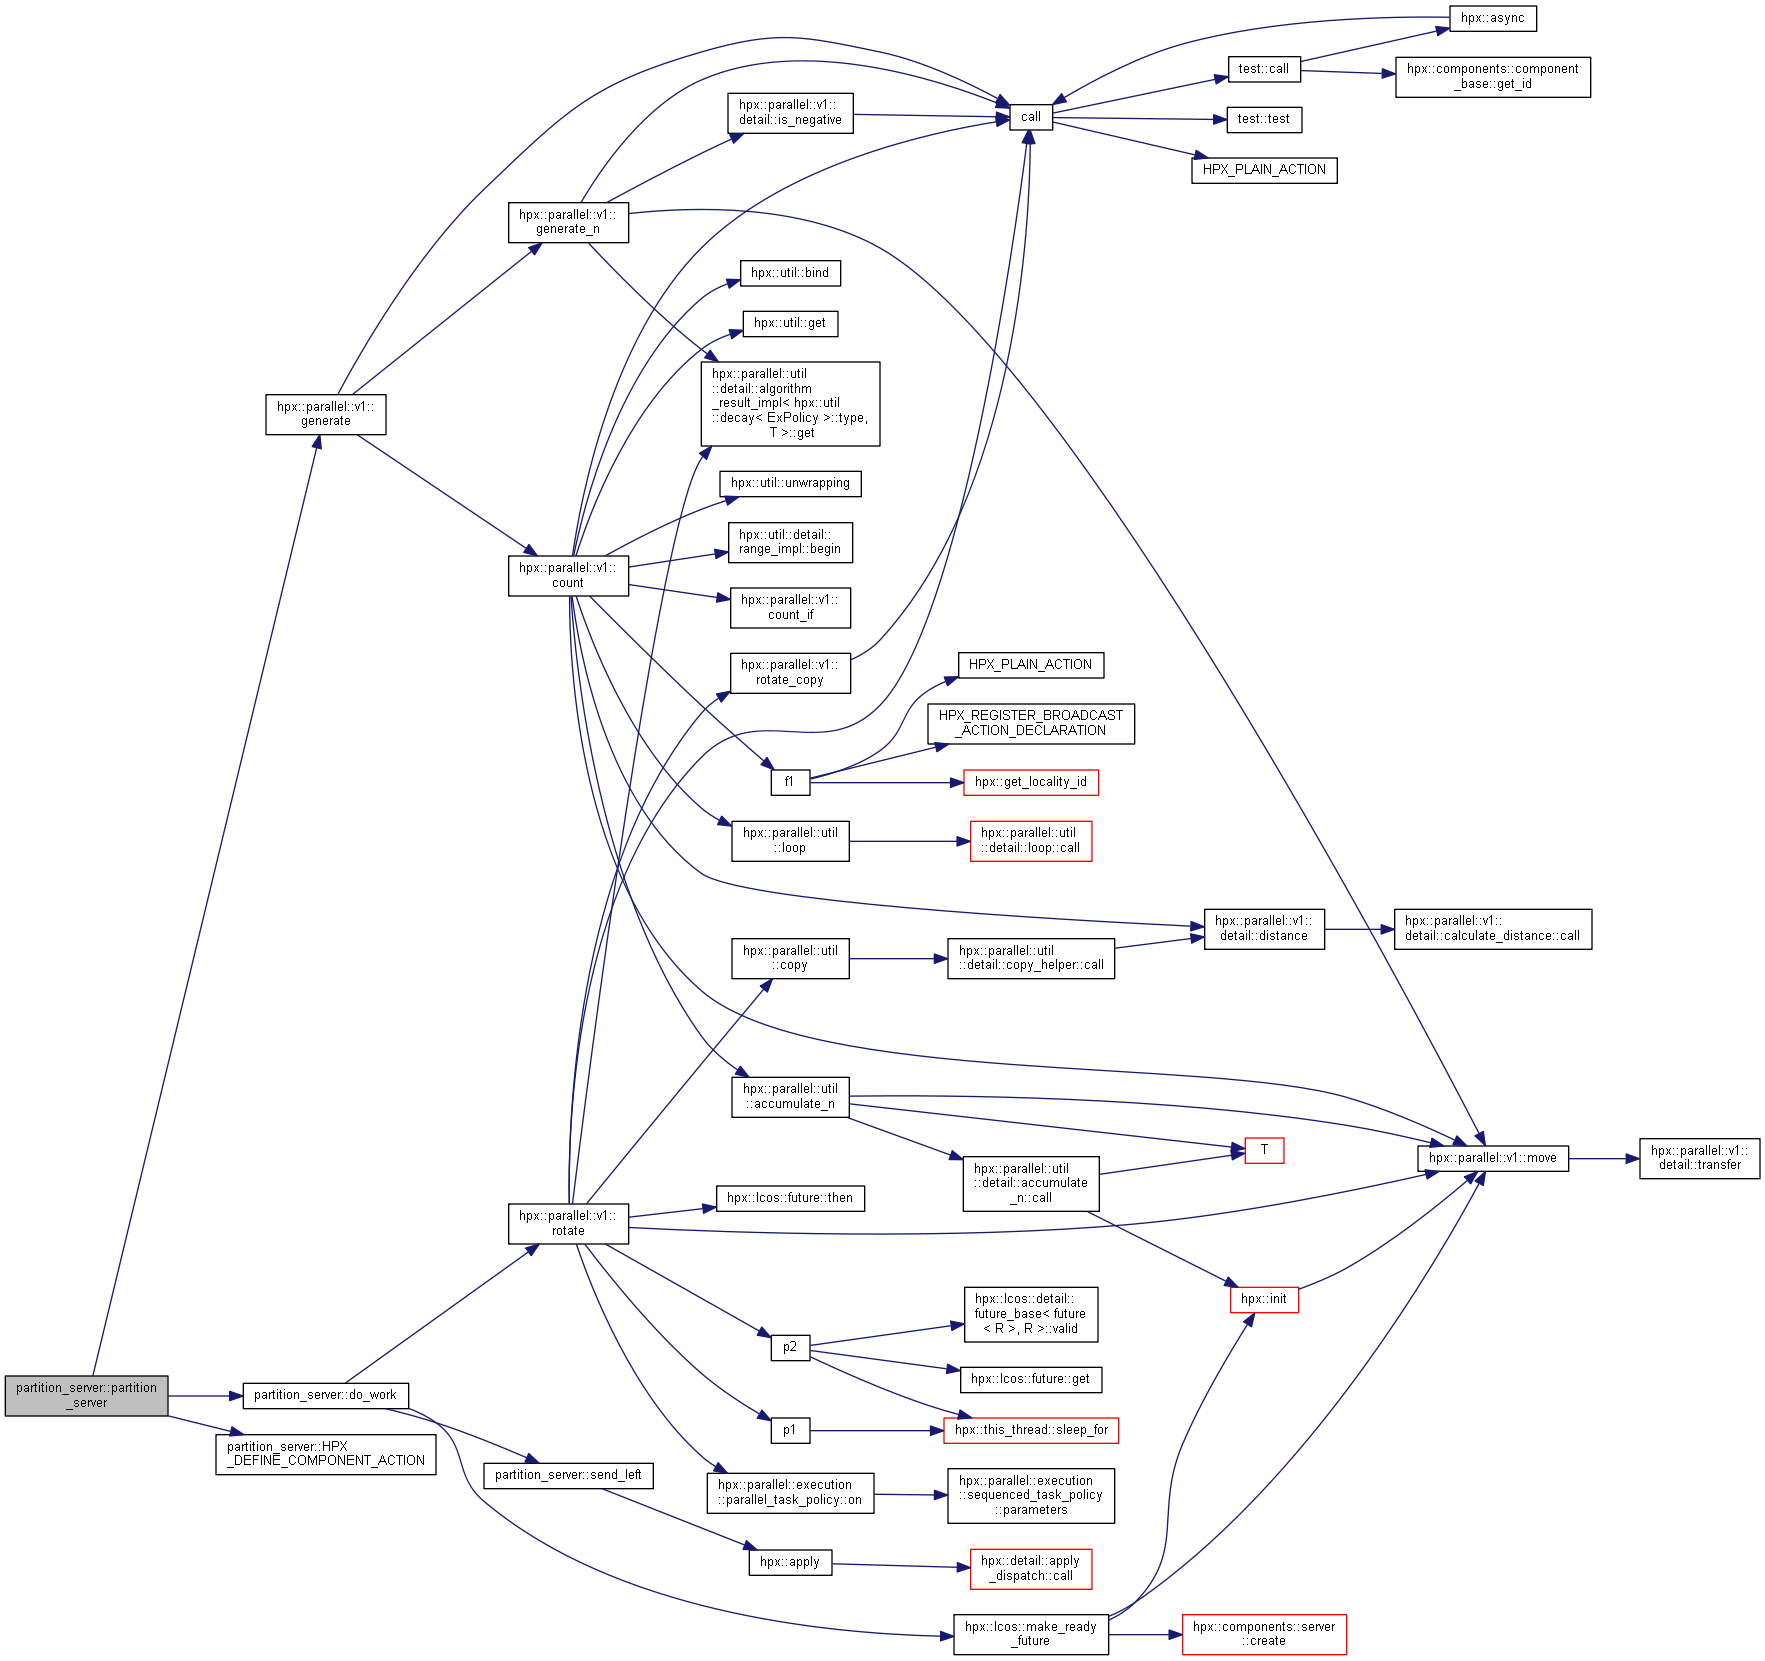 hpx::async
test::call
hpx::components::component
_base::get_id
hpx::parallel::v1::
detail::is_negative
call
test::test
HPX_PLAIN_ACTION
hpx::parallel::v1::
generate_n
hpx::util::bind
hpx::util::get
hpx::parallel::util
::detail::algorithm
_result_impl< hpx::util
::decay< ExPolicy >::type,
T >::get
hpx::parallel::v1::
generate
hpx::util::unwrapping
hpx::util::detail::
range_impl::begin
hpx::parallel::v1::
count
hpx::parallel::v1::
count_if
hpx::parallel::v1::
rotate_copy
HPX_PLAIN_ACTION
HPX_REGISTER_BROADCAST
_ACTION_DECLARATION
f1
hpx::get_locality_id
hpx::parallel::util
::loop
hpx::parallel::util
::detail::loop::call
hpx::parallel::v1::
detail::distance
hpx::parallel::v1::
detail::calculate_distance::call
hpx::parallel::util
::copy
hpx::parallel::util
::detail::copy_helper::call
hpx::parallel::util
::accumulate_n
T
hpx::parallel::v1::move
hpx::parallel::v1::
detail::transfer
hpx::parallel::util
::detail::accumulate
_n::call
hpx::lcos::future::then
hpx::parallel::v1::
rotate
hpx::init
hpx::lcos::detail::
future_base< future
< R >, R >::valid
p2
hpx::lcos::future::get
partition_server::partition
_server
partition_server::do_work
p1
hpx::this_thread::sleep_for
partition_server::HPX
_DEFINE_COMPONENT_ACTION
partition_server::send_left
hpx::parallel::execution
::parallel_task_policy::on
hpx::parallel::execution
::sequenced_task_policy
::parameters
hpx::apply
hpx::detail::apply
_dispatch::call
hpx::lcos::make_ready
_future
hpx::components::server
::create